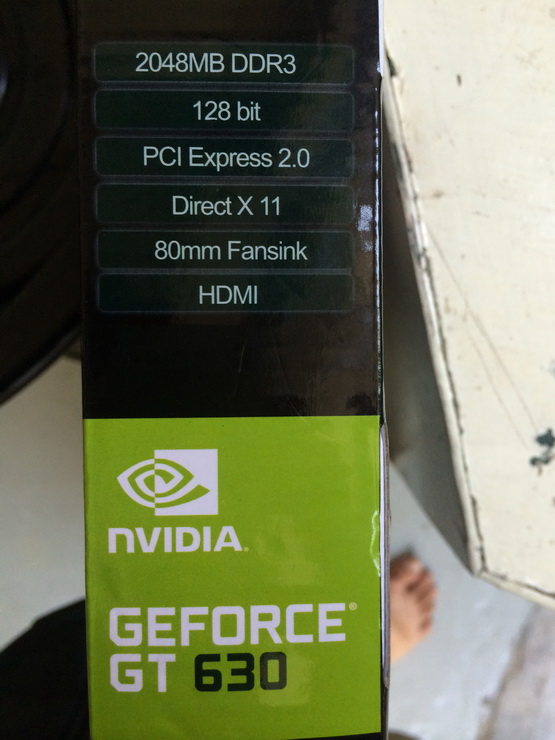 2048MB DDR3
128 bit
PCI Express 2.0
Direct X 11
80mm Fansink
HDMI
nVIDIA.
GEFORCE®
GT 630